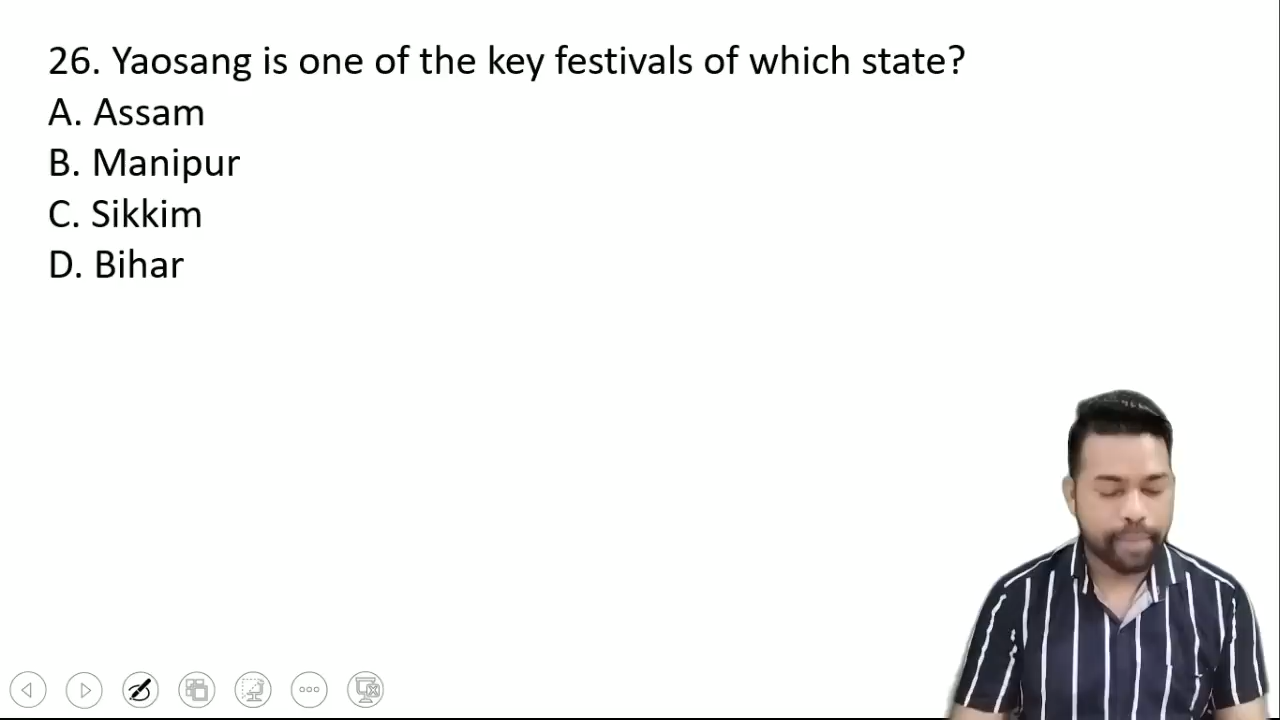 26. Yaosang is one of the key festivals of which state?
A. Assam
B. Manipur
C. Sikkim
D. Bihar